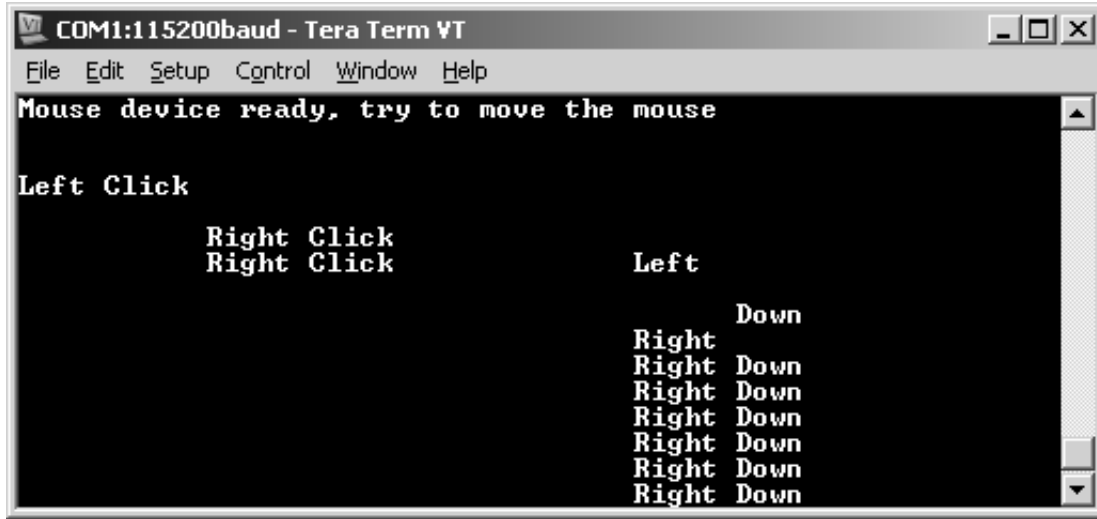 COM1:115200baud - Tera Term VT
File Edit Setup Control Window Help
Mouse device ready, try to move the mouse
Left Click
Right Click
Right Click Left
Down
Right
Right Down
Right Down
Right Down
Right Down
Right Down
Right Down